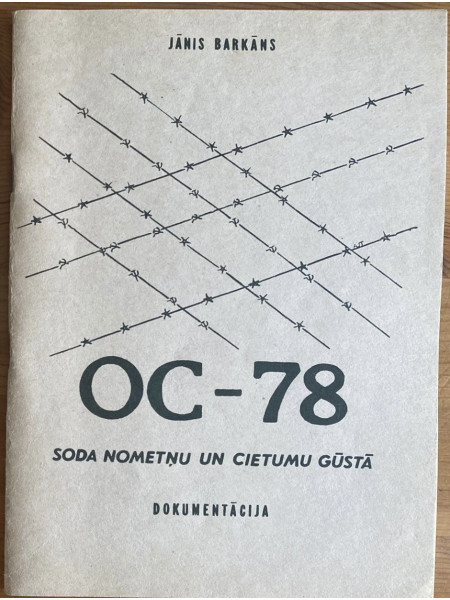 JĀNIS BARKĀNS
OC-78
SODA NOMETŅU UN CIETUMU GŪSTĀ
DOKUMENTĀCIJA